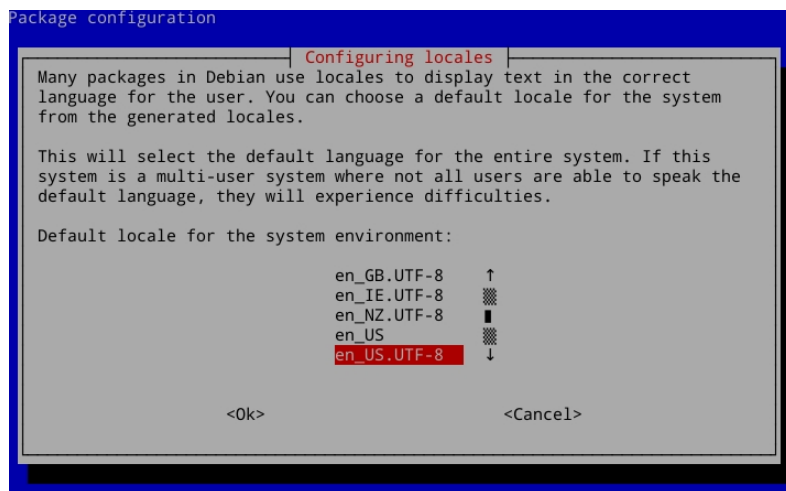 Package configuration
Configuring locales
Many packages in Debian use locales to display text in the correct
language for the user. You can choose a default locale for the system
from the generated locales.
This will select the default language for the entire system. If this
system is a multi-user system where not all users are able to speak the
default language, they will experience difficulties.
Default locale for the system environment:
en_GB.UTF-8 ↑
en_IE.UTF-8
en_NZ.UTF-8
en_US
en_US.UTF-8 ↓
<Ok> <Cancel>